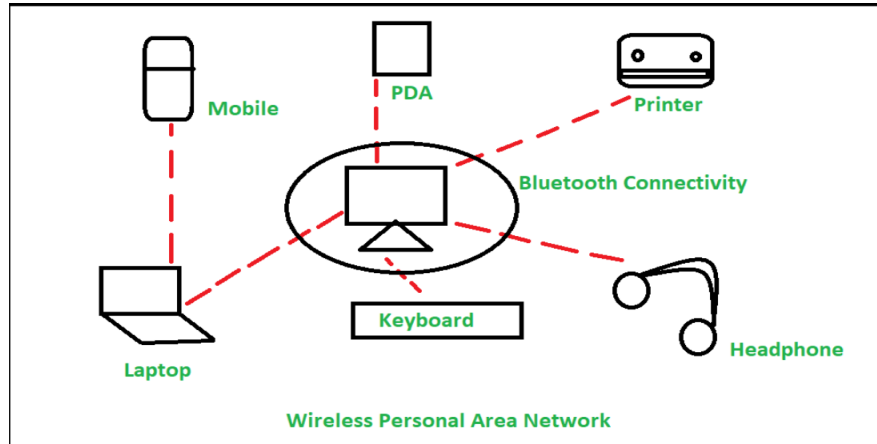 PDA
Mobile
Printer
Bluetooth Connectivity
Keyboard
Laptop
Headphone
Wireless Personal Area Network